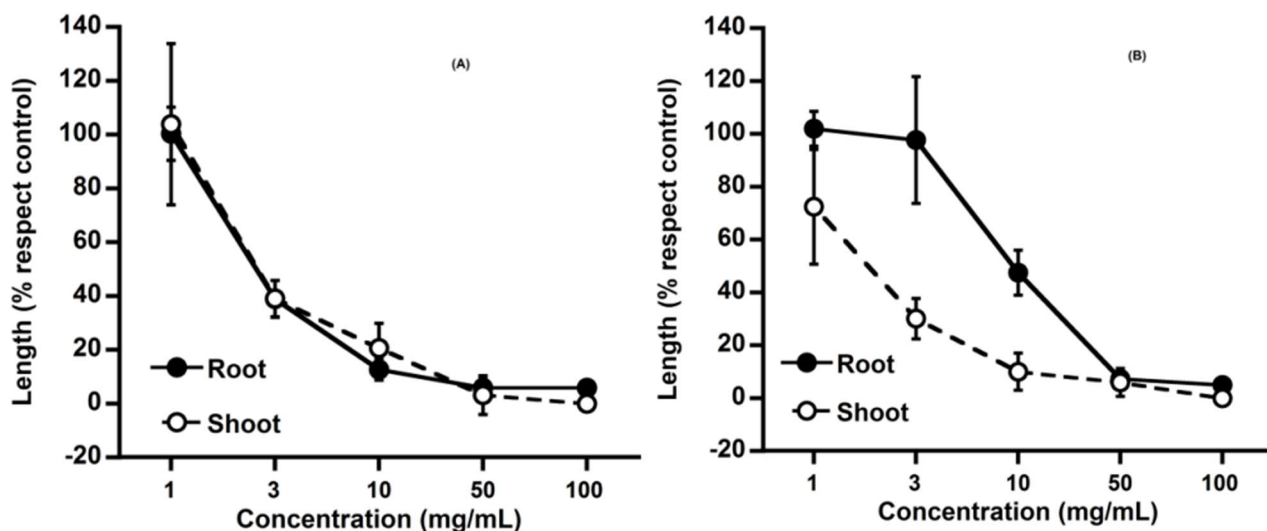 (A)
Length (% respect control)
140
120
100
80
60
40
20
0
-20
Root
Shoot
1 3 10 50 100
Concentration (mg/mL)
(B)
Length (% respect control)
140
120
100
80
60
40
20
0
-20
Root
Shoot
1 3 10 50 100
Concentration (mg/mL)